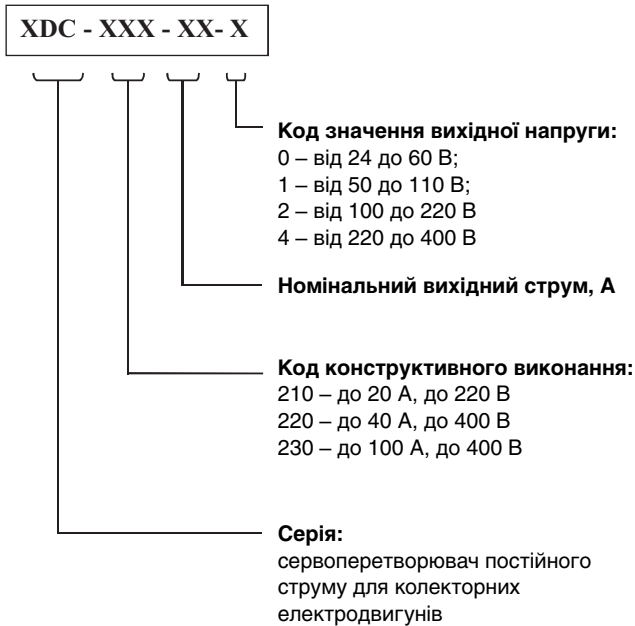 XDC - XXX - XX- X
Код значення вихідної напруги:
0 – від 24 до 60 В;
1 – від 50 до 110 В;
2 – від 100 до 220 В
4 – від 220 до 400 В
Номінальний вихідний струм, А
Код конструктивного виконання:
210 – до 20 А, до 220 В
220 – до 40 А, до 400 В
230 – до 100 А, до 400 В
Серія:
сервоперетворювач постійного
струму для колекторних
електродвигунів